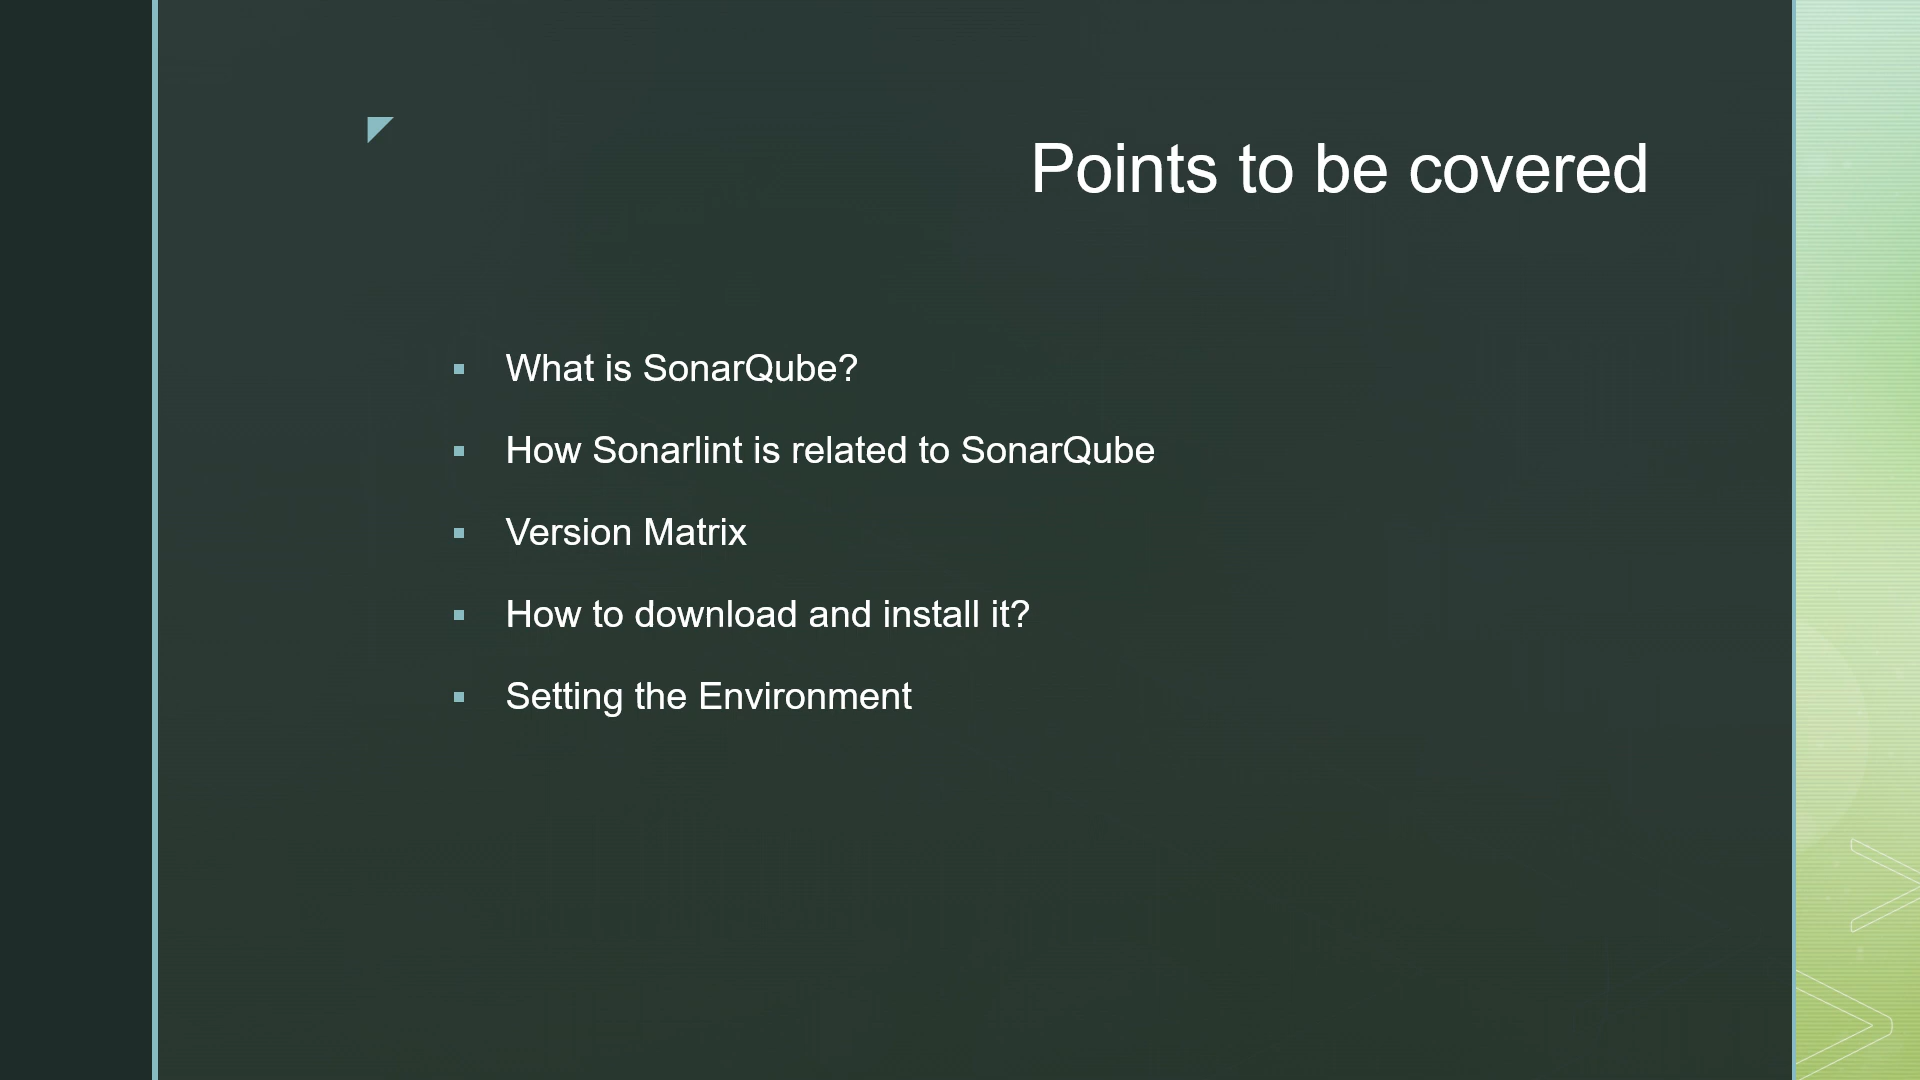 Points to be covered
What is SonarQube?
How Sonarlint is related to SonarQube
Version Matrix
How to download and install it?
Setting the Environment